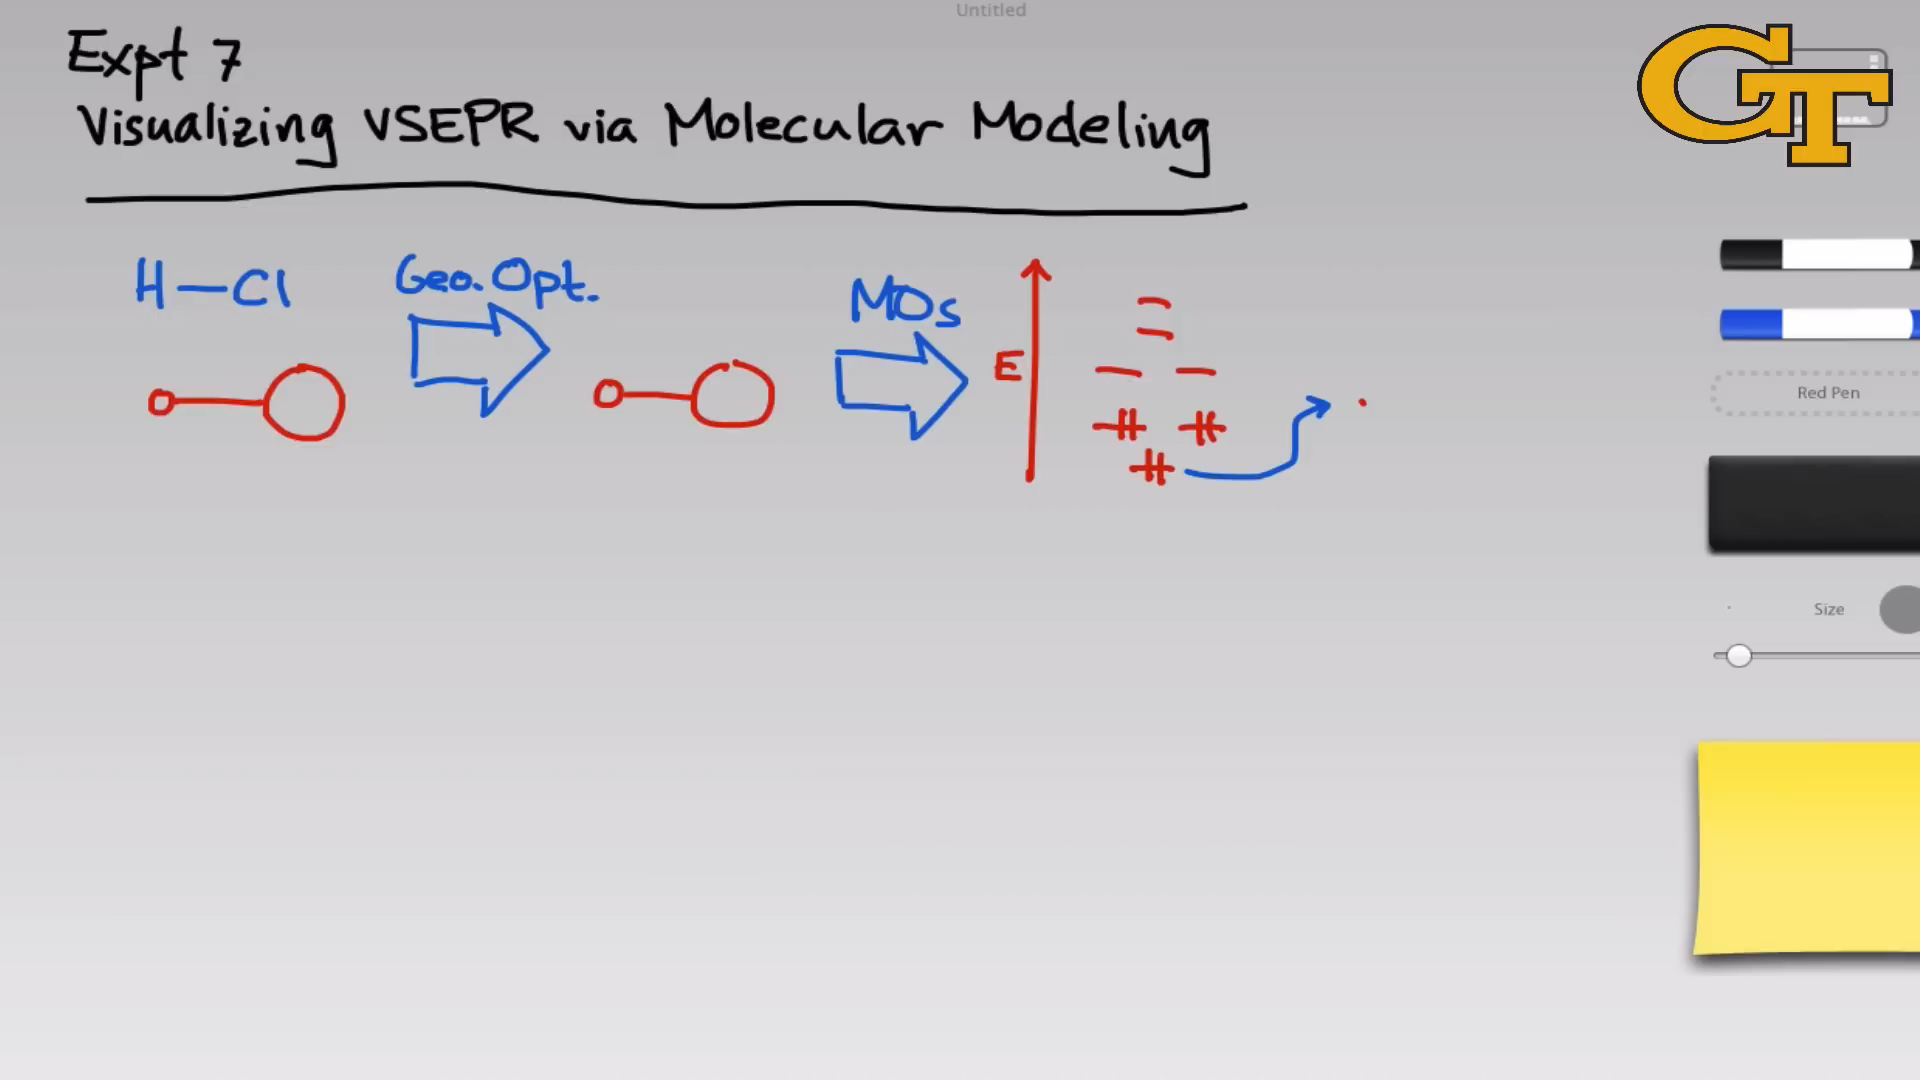 Untitled
Expt 7
Visualizing VSEPR via Molecular Modeling
GT
H—Cl
Geo. Opt.
MOs
E
Red Pen
Size